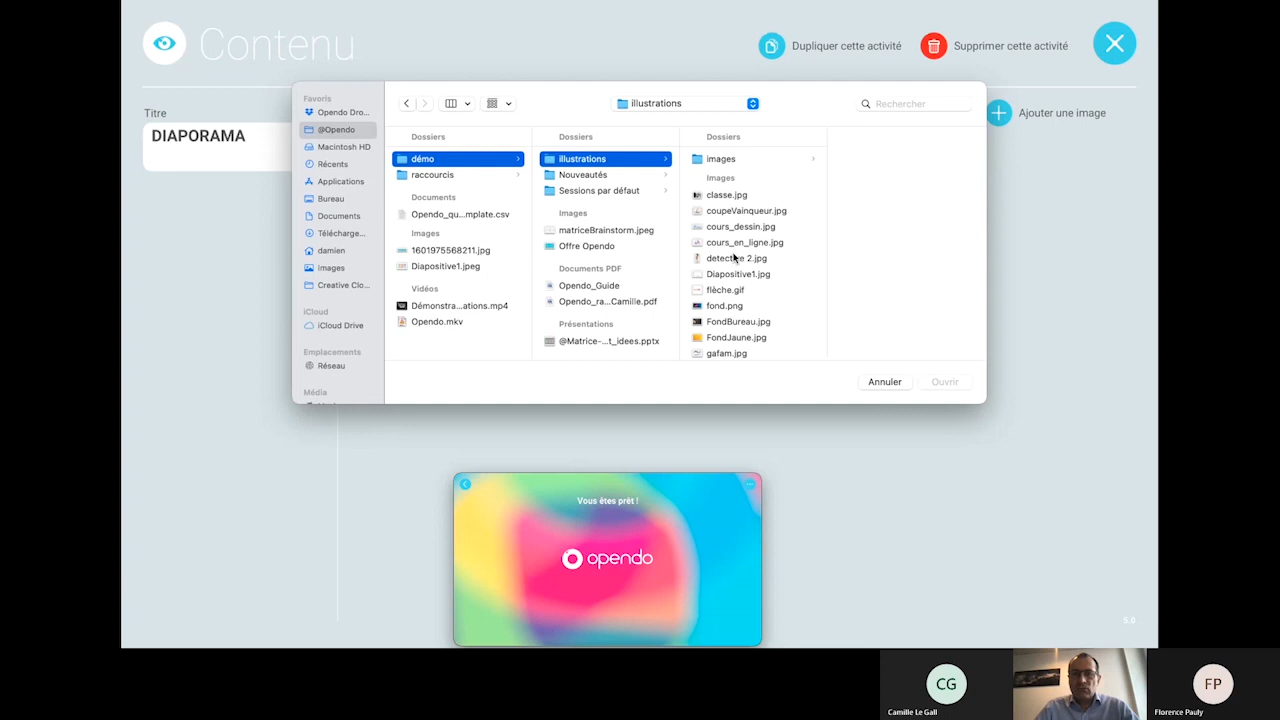 Contenu
Dupliquer cette activité
Supprimer cette activité
Titre
DIAPORAMA
Ajouter une image
Favoris
Opendo Dro...
@Opendo
Macintosh HD
Récents
Applications
Bureau
Documents
Télécharge...
damien
Images
Creative Clo...
iCloud
iCloud Drive
Emplacements
Réseau
Média
illustrations
Rechercher
Dossiers
démo
raccourcis
Documents
Opendo_qu...mplate.csv
Images
1601975568211.jpg
Diapositive1.jpeg
Vidéos
Démonstra...ations.mp4
Opendo.mkv
Dossiers
illustrations
Nouveautés
Sessions par défaut
Images
matriceBrainstorm.jpeg
Offre Opendo
Documents PDF
Opendo_Guide
Opendo_ra...Camille.pdf
Présentations
@Matrice-...t_idees.pptx
Dossiers
images
Images
classe.jpg
coupeVainqueur.jpg
cours_dessin.jpg
cours_en_ligne.jpg
detective 2.jpg
Diapositive1.jpg
flèche.gif
fond.png
FondBureau.jpg
FondJaune.jpg
gafam.jpg
Annuler
Ouvrir
Vous êtes prêt !
opendo
5.0
CG
Camille Le Gall
FP
Florence Pauly